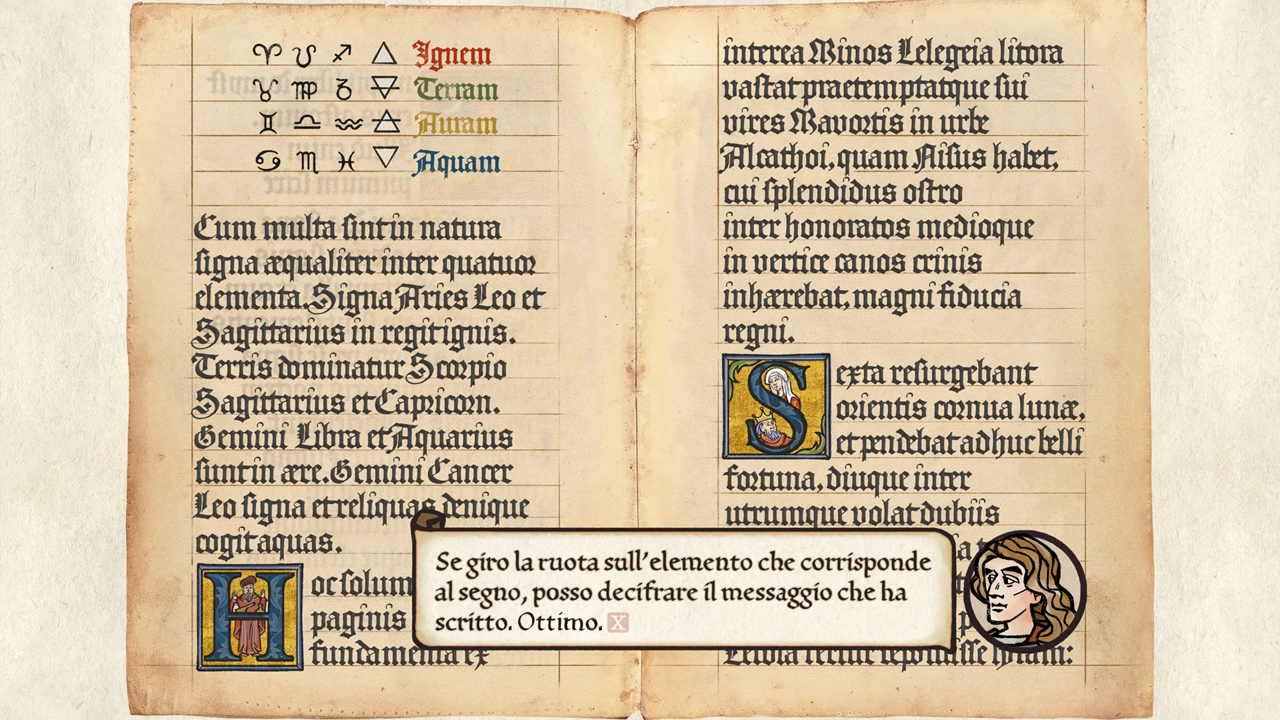 ♈ ♌ ♐ 🜂 Ignem
♉ ♍ ♑ 🜃 Terram
♊ ♎ ♒ 🜁 Auram
♋ ♏ ♓ 🜄 Aquam
Cum multa sint in natura
signa æqualiter inter quatuor
elementa. Signa Aries Leo et
Sagittarius in regit ignis.
Terris dominatur Scorpio
Sagittarius et Capricorn.
Gemini Libra et Aquarius
sunt in ære. Gemini Cancer
Leo signa et reliquas denique
cogit aquas.
Hoc solum
paginis
fundamenta ex
interea Minos Lelegeia litora
vastat praetemptatque sui
vires Mavortis in urbe
Alcathoi, quam Nisus habet,
cui splendidus ostro
inter honoratos medioque
in vertice canos crinis
inhærebat, magni fiducia
regni.
Sexta resurgebant
orientis cornua lunæ,
et pendebat adhuc belli
fortuna, diuque inter
utrumque volat dubiis
Se giro la ruota sull'elemento che corrisponde
al segno, posso decifrare il messaggio che ha
scritto. Ottimo. X